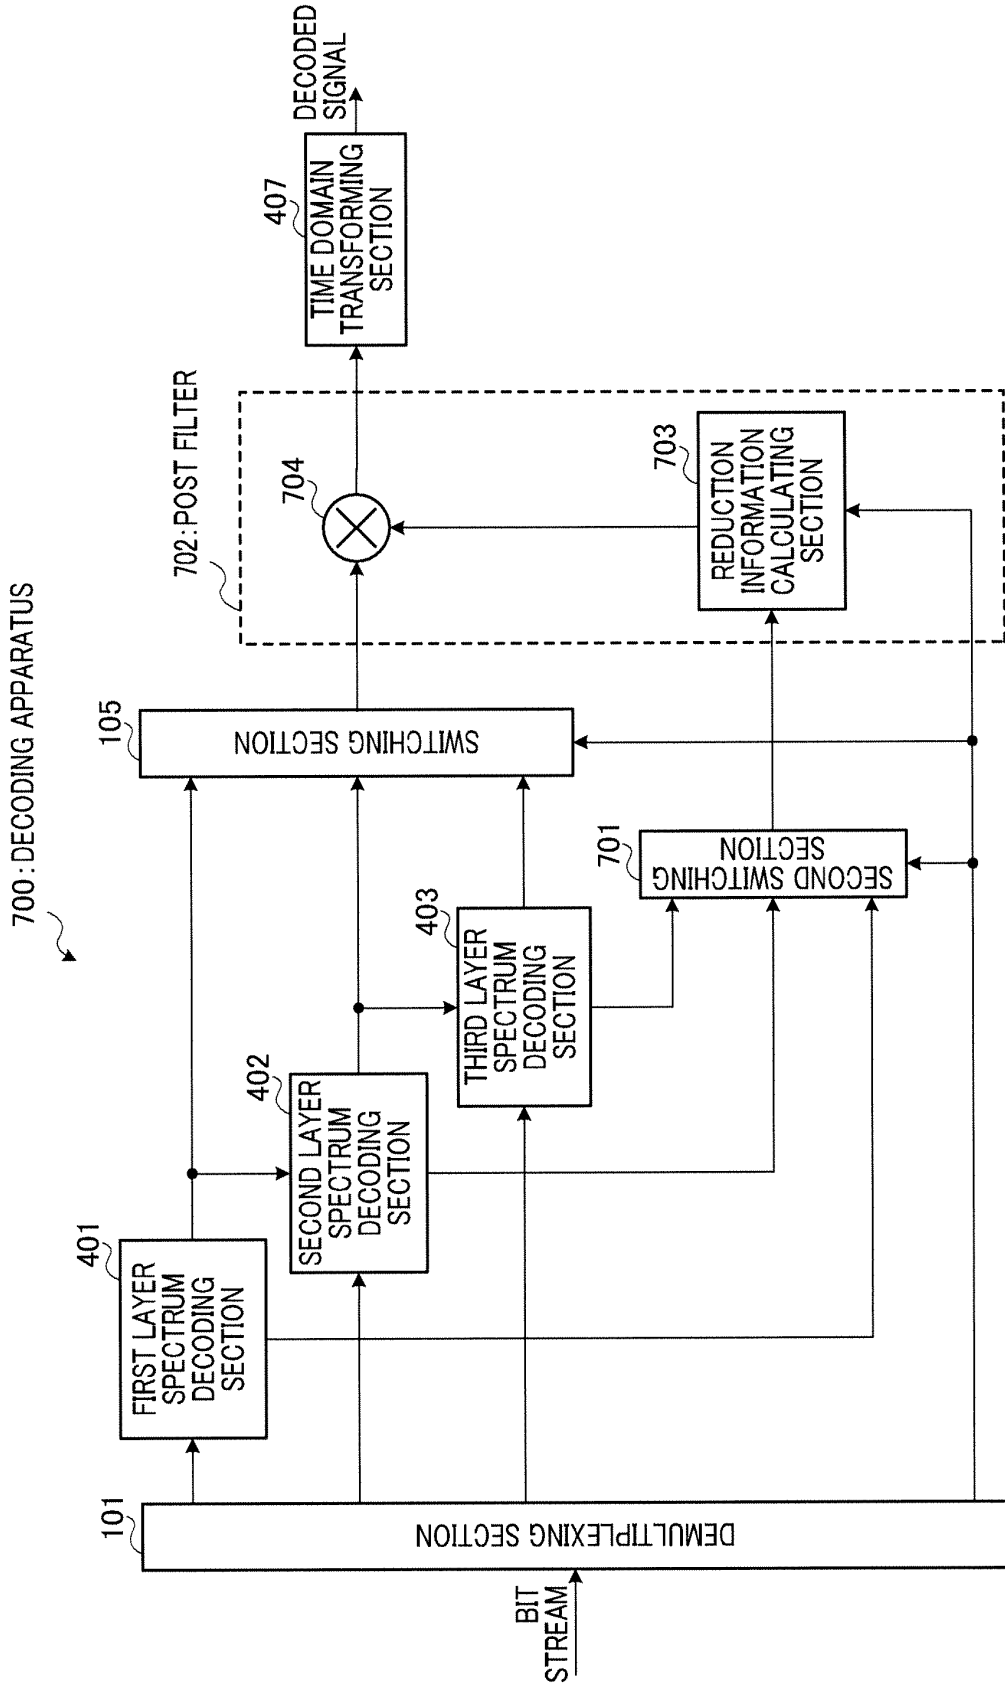 700:DECODING APPARATUS
BIT
STREAM
101
DEMULTIPLEXING SECTION
401
FIRST LAYER
SPECTRUM
DECODING
SECTION
402
SECOND LAYER
SPECTRUM
DECODING
SECTION
403
THIRD LAYER
SPECTRUM
DECODING
SECTION
105
SWITCHING SECTION
701
SECOND SWITCHING
SECTION
702:POST FILTER
704
703
REDUCTION
INFORMATION
CALCULATING
SECTION
407
TIME DOMAIN
TRANSFORMING
SECTION
DECODED
SIGNAL